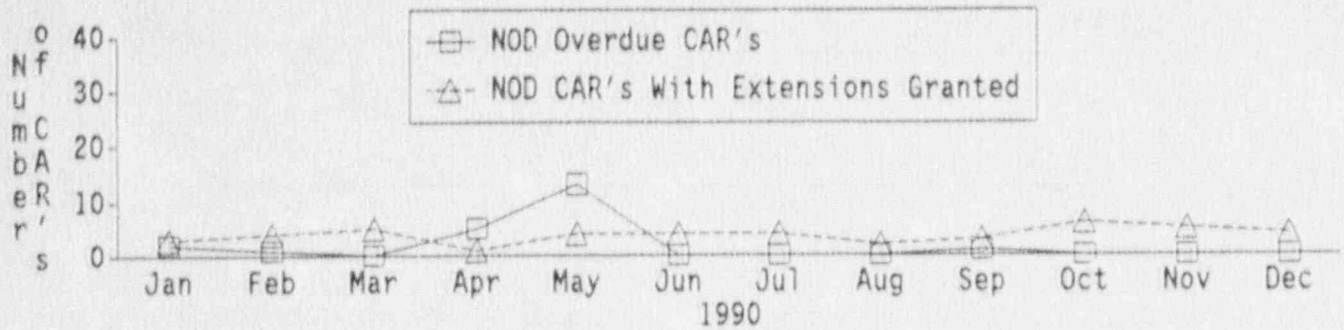 Number
of CAR's
40
30
20
10
0
NOD Overdue CAR's
NOD CAR's With Extensions Granted
Jan Feb Mar Apr May Jun Jul Aug Sep Oct Nov Dec
1990